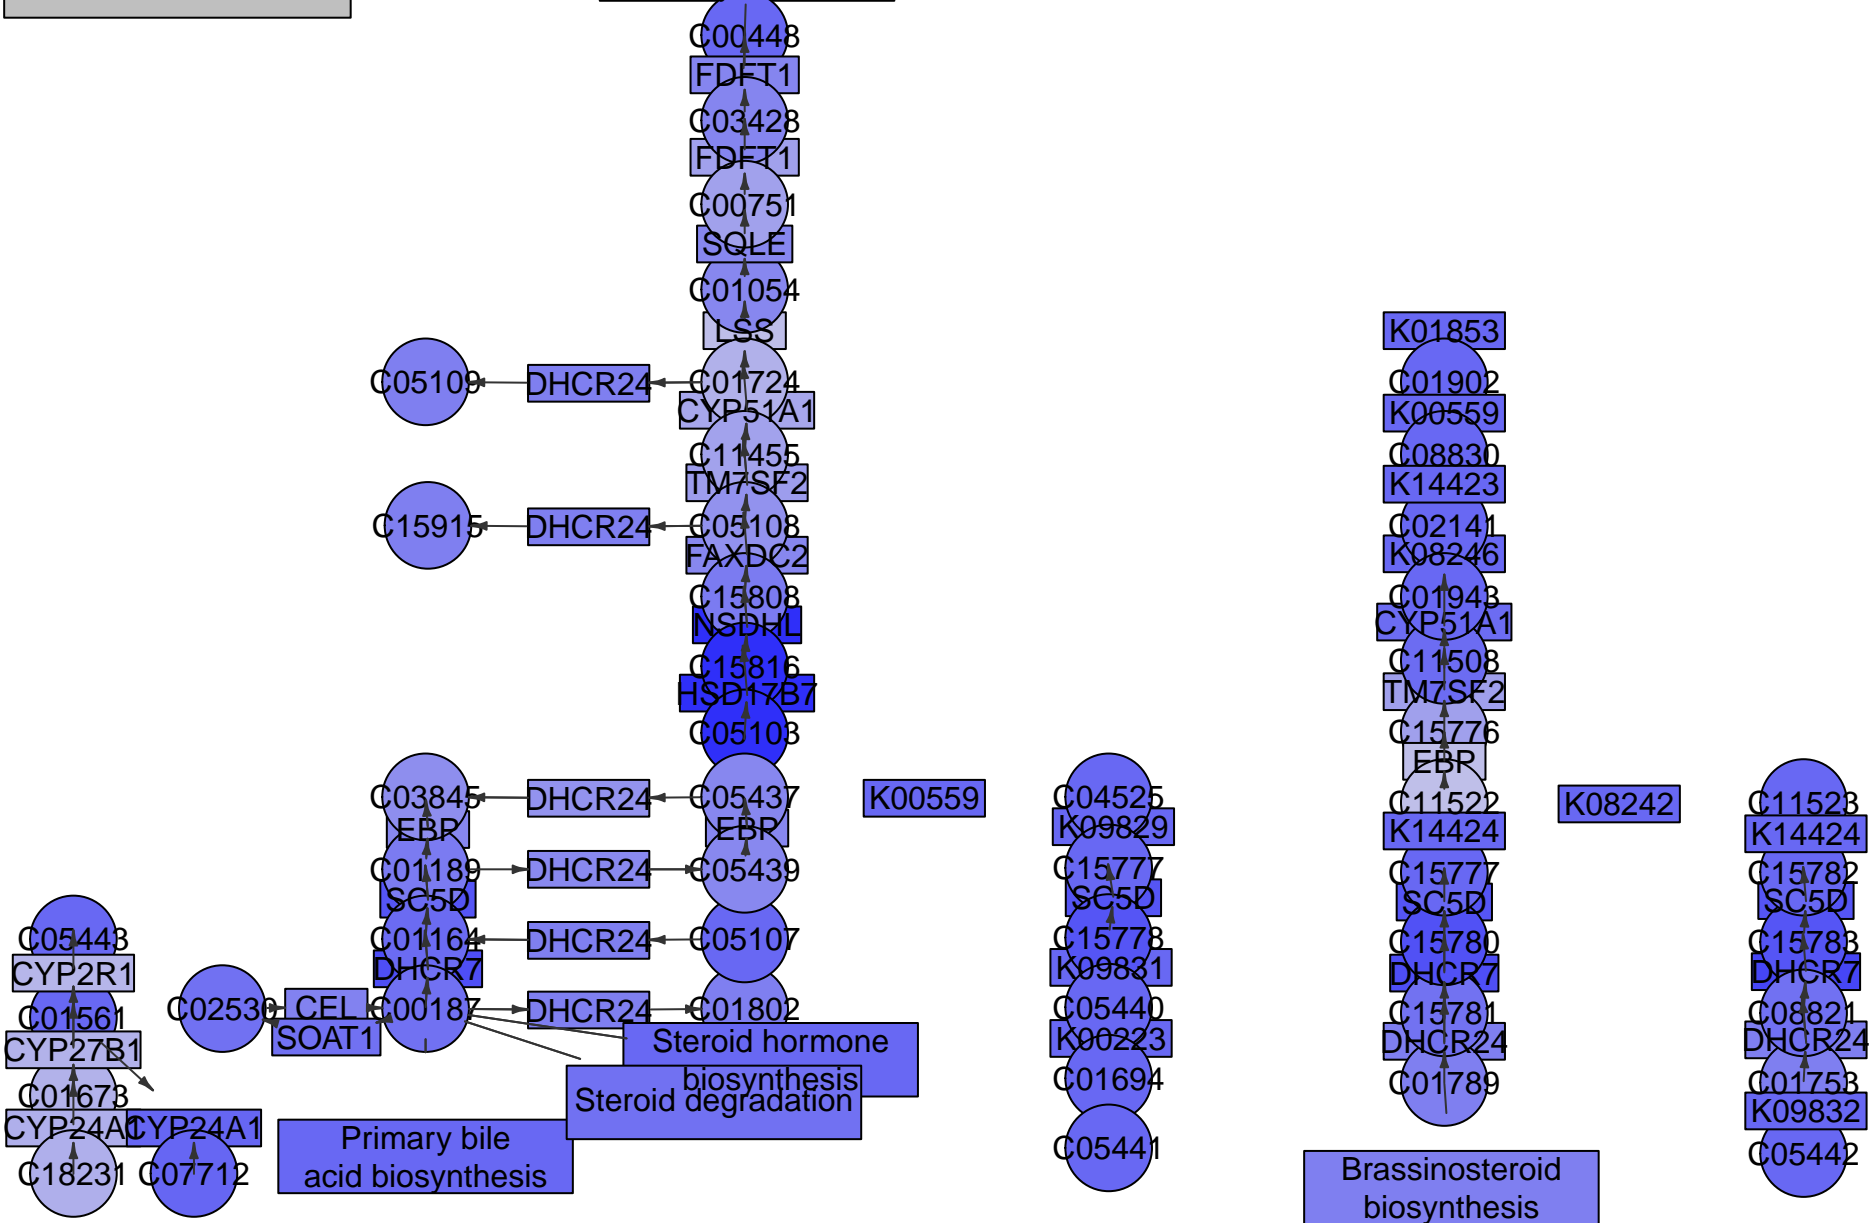 C00448
FDFT1
C03428
FDFT1
C00751
SQLE
C01054
LSS
C05109
DHCR24
C01724
CYP51A1
C11455
TM7SF2
C15915
DHCR24
C05108
FAXDC2
C15808
NSDHL
C15816
HSD17B7
C05103
C03845
DHCR24
C05437
EBP
EBP
C01189
DHCR24
C05439
SC5D
C01164
DHCR24
C05107
DHCR7
C02530
CEL
C00187
DHCR24
C01802
SOAT1
Steroid hormone
biosynthesis
Steroid degradation
Primary bile
acid biosynthesis
C05443
CYP2R1
C01561
CYP27B1
C01673
CYP24A1
CYP24A1
C18231
C07712
K00559
C04525
K09829
C15777
SC5D
C15778
K09831
C05440
K00223
C01694
C05441
K01853
C01902
K00559
C08830
K14423
C02141
K08246
C01943
CYP51A1
C11508
TM7SF2
C15776
EBP
C11522
K14424
C15777
SC5D
C15780
DHCR7
C15781
DHCR24
C01789
Brassinosteroid
biosynthesis
K08242
C11523
K14424
C15782
SC5D
C15783
DHCR7
C08821
DHCR24
C01753
K09832
C05442